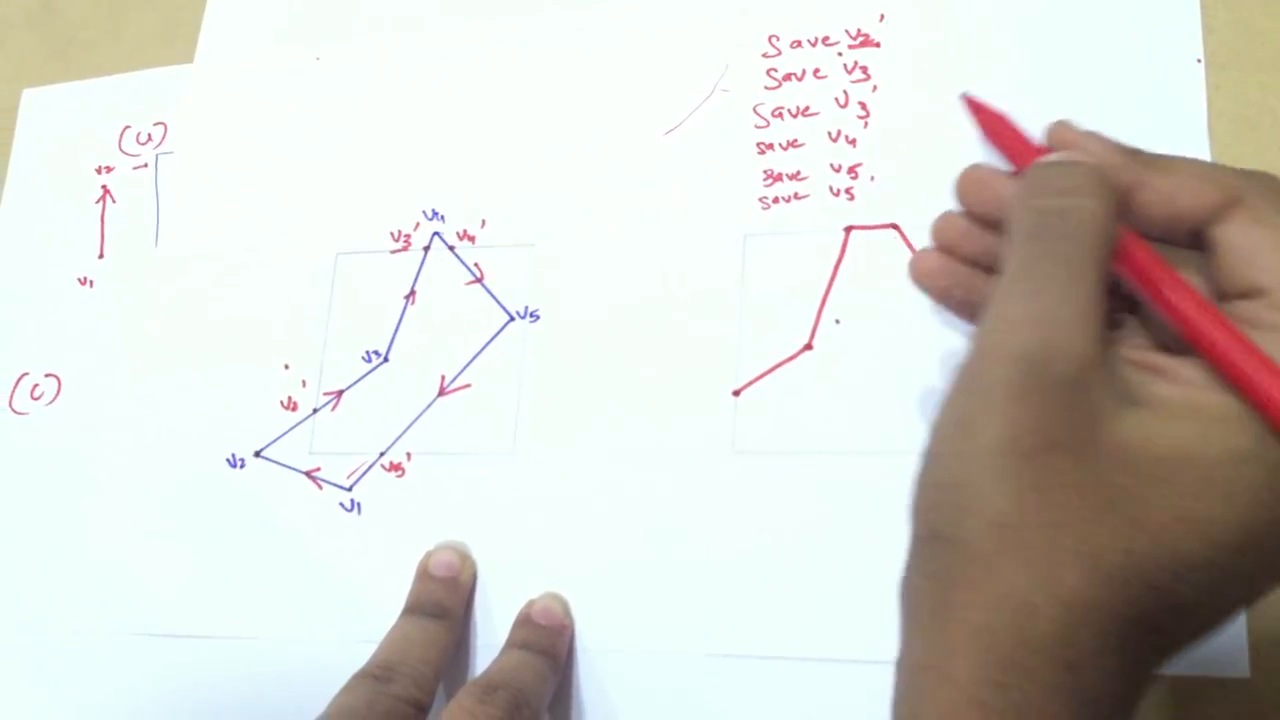 Save v2'
Save v3
Save v3'
save v4'
save v5.
save v5
(a)
v2
v1
v4
v3'
v4'
v5
v3
v2'
(c)
v2
v5'
v1